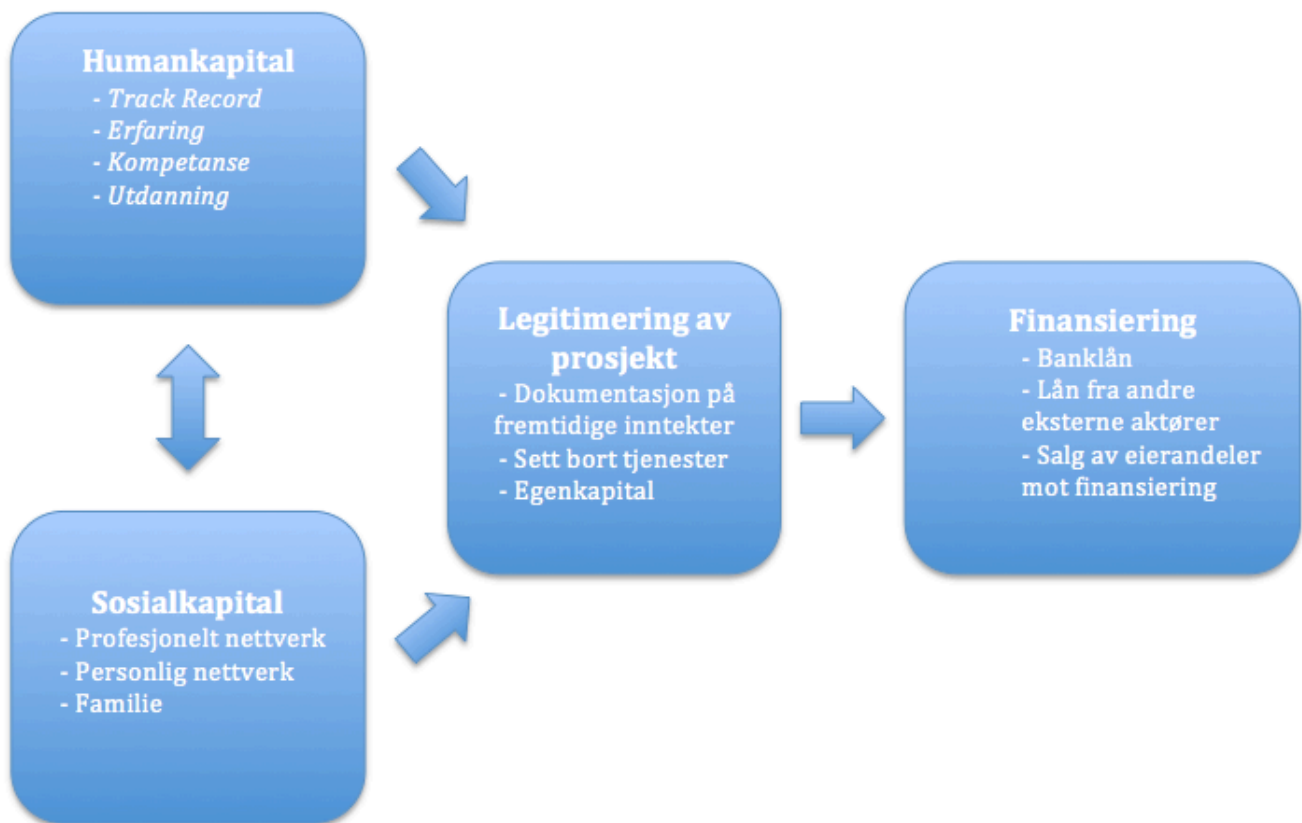 Humankapital
- Track Record
- Erfaring
- Kompetanse
- Utdanning
Legitimering av
prosjekt
- Dokumentasjon på
fremtidige inntekter
- Sett bort tjenester
- Egenkapital
Finansiering
- Banklån
- Lån fra andre
eksterne aktører
- Salg av eierandeler
mot finansiering
Sosialkapital
- Profesjonelt nettverk
- Personlig nettverk
- Familie